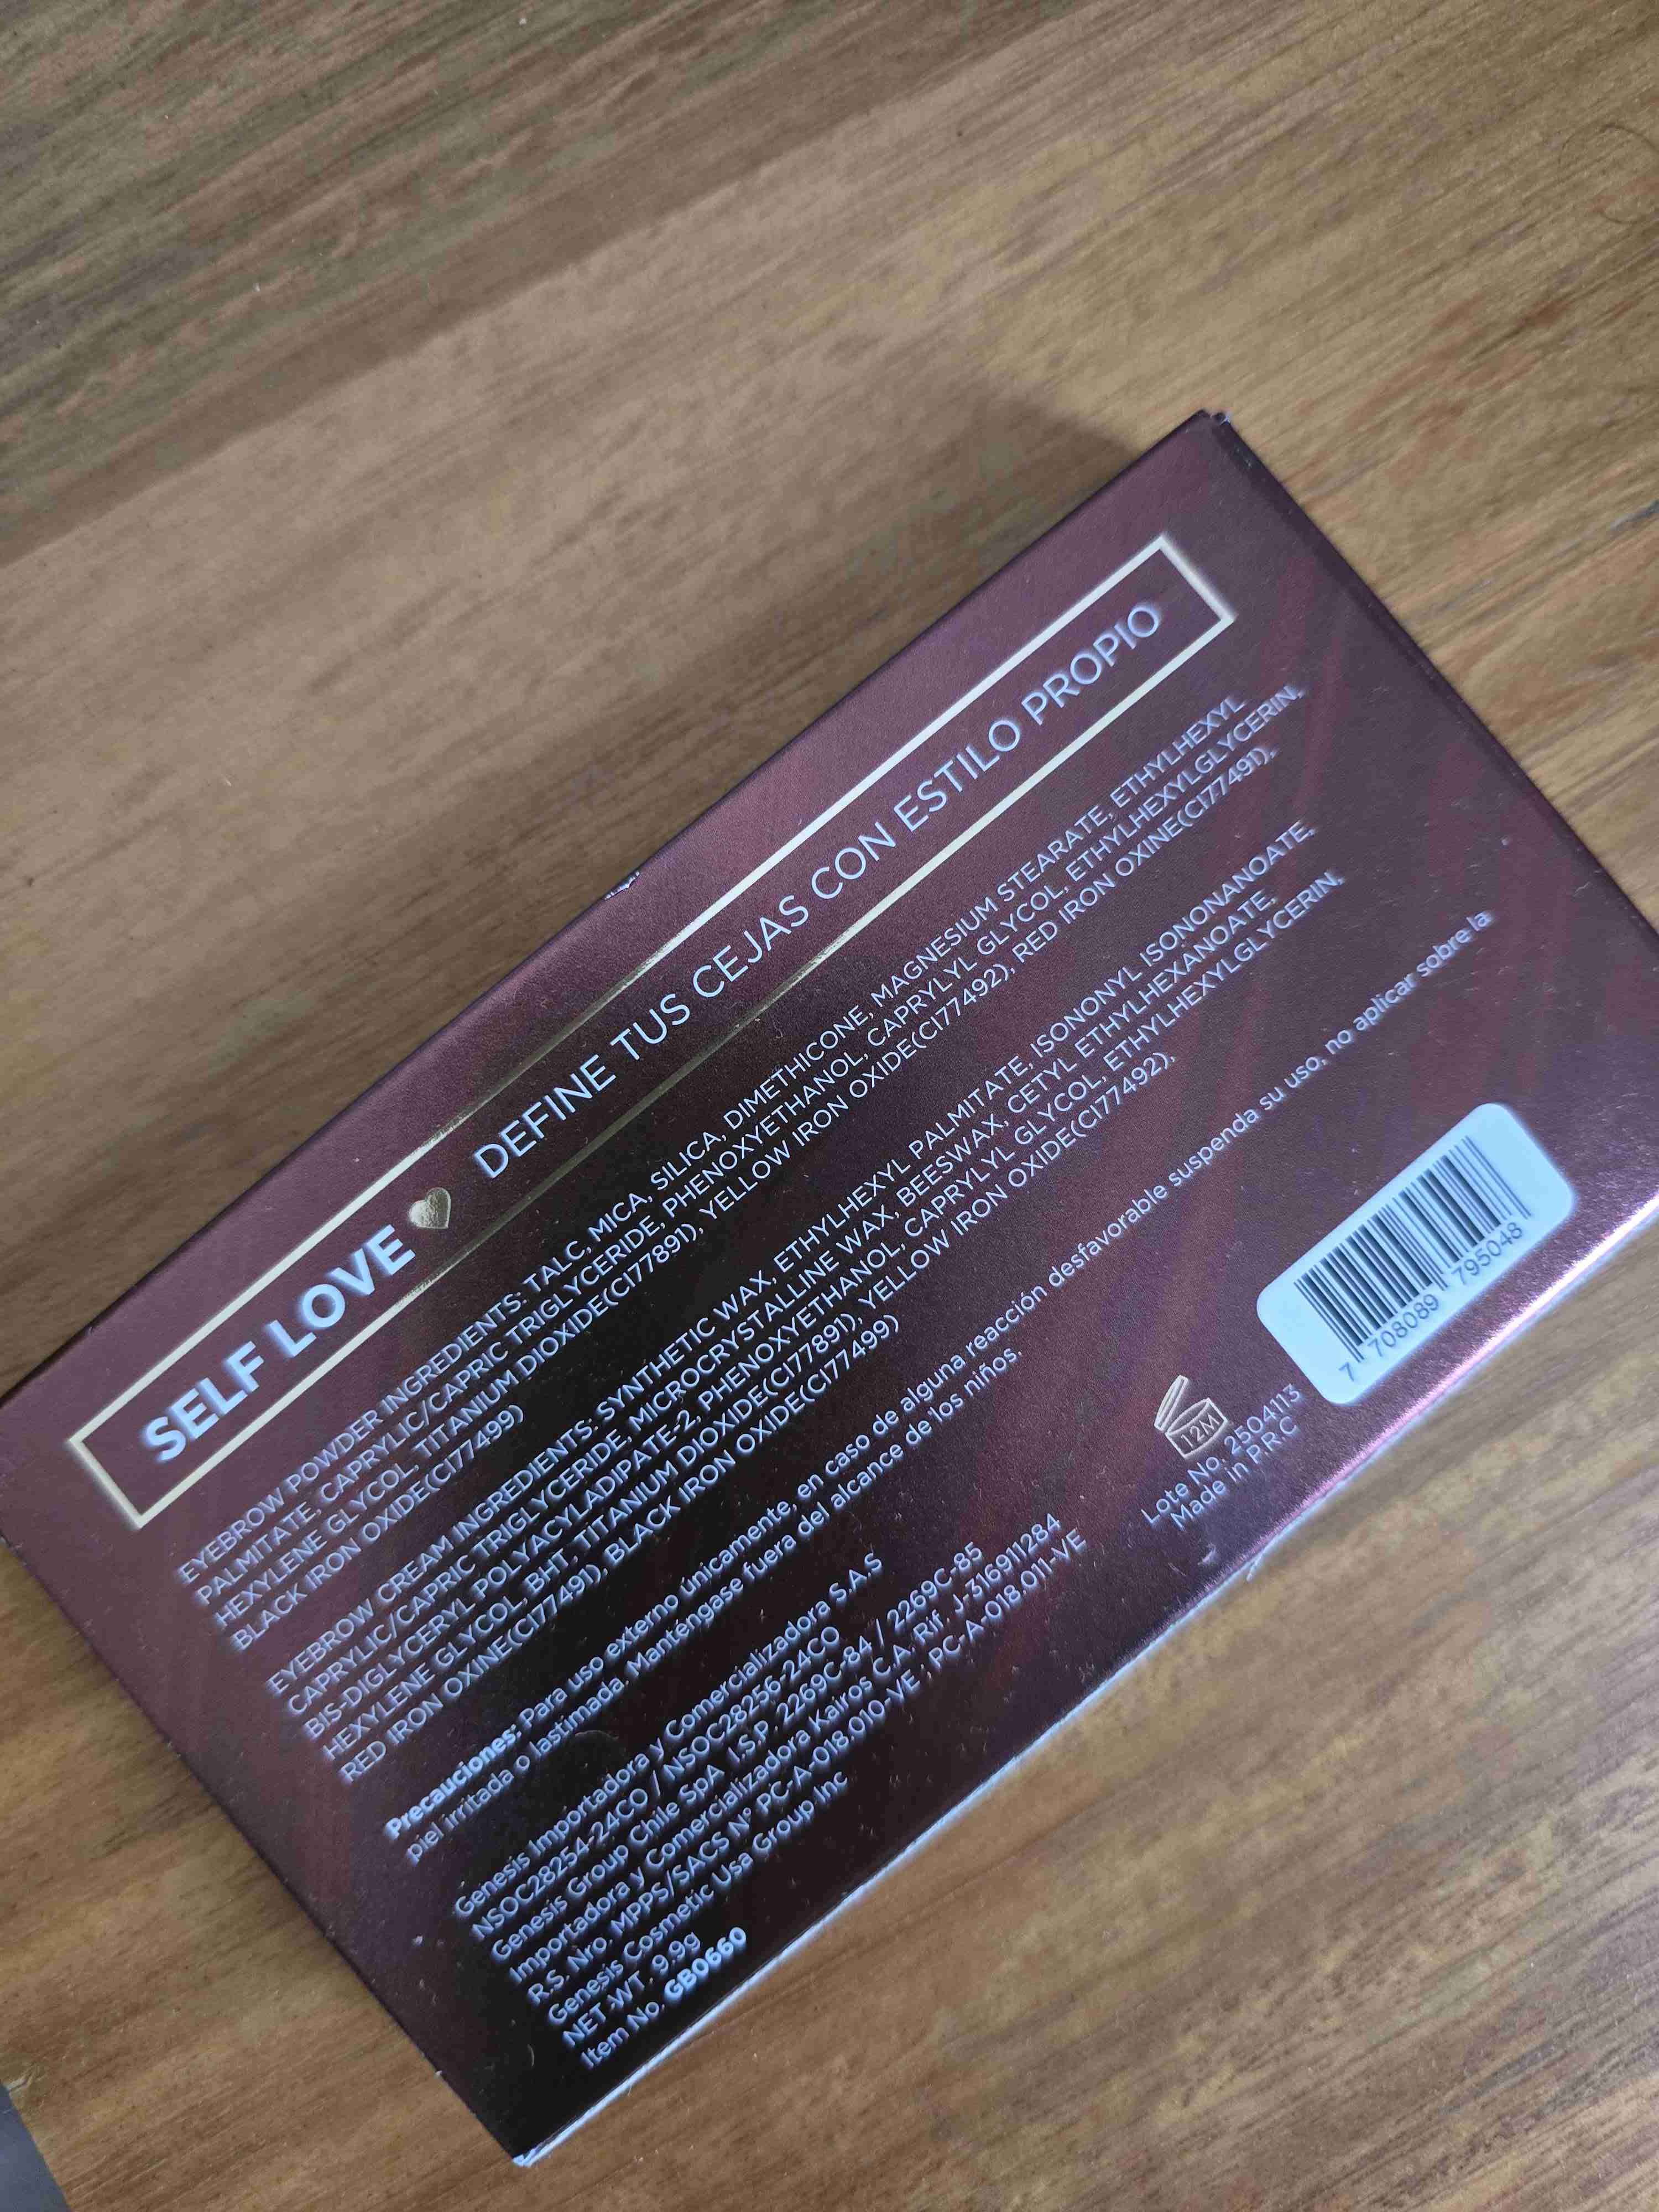 SELF LOVE DEFINE TUS CEJAS CON ESTILO PROPIO
EYEBROW POWDER INGREDIENTS: TALC, MICA, SILICA, DIMETHICONE, MAGNESIUM STEARATE, ETHYLHEXYL
PALMITATE, CAPRYLIC/CAPRIC TRIGLYCERIDE, PHENOXYETHANOL, CAPRYLYL GLYCOL, ETHYLHEXYLGLYCERIN,
HEXYLENE GLYCOL, TITANIUM DIOXIDE(CI77891), YELLOW IRON OXIDE(CI77492), RED IRON OXINE(CI77491),
BLACK IRON OXIDE(CI77499)
EYEBROW CREAM INGREDIENTS: SYNTHETIC WAX, ETHYLHEXYL PALMITATE, ISONONYL ISONONANOATE,
CAPRYLIC/CAPRIC TRIGLYCERIDE, MICROCRYSTALLINE WAX, BEESWAX, CETYL ETHYLHEXANOATE,
BIS-DIGLYCERYL POLYACYLADIPATE-2, PHENOXYETHANOL, CAPRYLYL GLYCOL, ETHYLHEXYLGLYCERIN,
HEXYLENE GLYCOL, BHT, TITANIUM DIOXIDE(CI77891), YELLOW IRON OXIDE(CI77492),
RED IRON OXINE(CI77491), BLACK IRON OXIDE(CI77499)
Precauciones: Para uso externo únicamente, en caso de alguna reacción desfavorable suspenda su uso, no aplicar sobre la
piel irritada o lastimada. Manténgase fuera del alcance de los niños.
Genesis Importadora y Comercializadora S.A.S
NSOC28254-24CO / NSOC28256-24CO
Genesis Group Chile SpA I.S.P. 2269C-84 / 2269C-85
Importadora y Comercializadora Kairos C.A. Rif. J-316911284
R.S. Nro. MPPS/SACS N° PC-A-018.010-VE ; PC-A-018.011-VE
Genesis Cosmetic Usa Group Inc
NET WT. 9.9g
Item No. GB0660
12M
Lote No. 2504113
Made in P.R.C
7 708089 795048